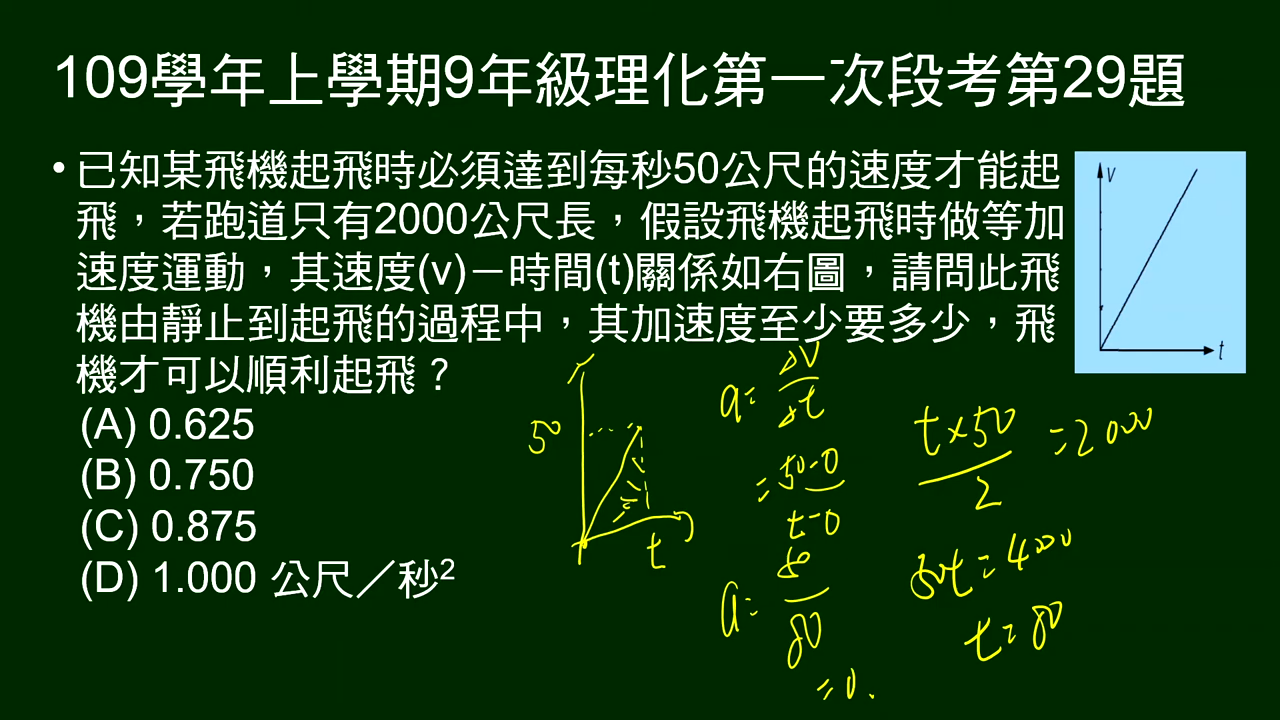 109學年上學期9年級理化第一次段考第29題
• 已知某飛機起飛時必須達到每秒50公尺的速度才能起
飛，若跑道只有2000公尺長，假設飛機起飛時做等加
速度運動，其速度(v)－時間(t)關係如右圖，請問此飛
機由靜止到起飛的過程中，其加速度至少要多少，飛
機才可以順利起飛？
(A) 0.625
(B) 0.750
(C) 0.875
(D) 1.000 公尺／秒²
v
t
50
t
a= ΔV/Δt
= 50-0/t-0
a= 50/80
=0.
t×50/2 =2000
50t=4000
t=80